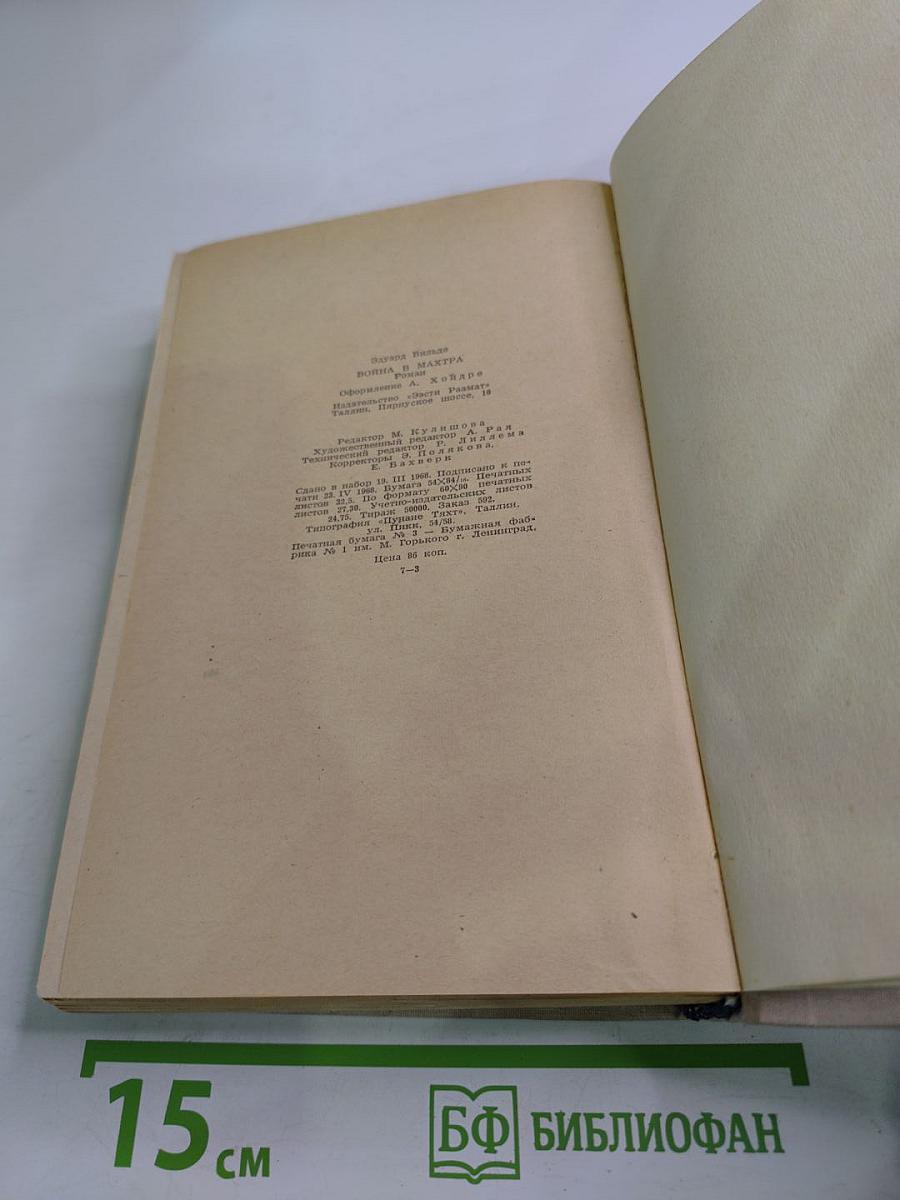 Эдуард Вильде
ВОЙНА В МАХТРА
Роман
Оформление А. Хойдре
Издательство «Ээсти Раамат»
Таллин, Пярнуское шоссе, 10
Редактор М. Кулишова
Художественный редактор А. Рая
Технический редактор Р. Лиллема
Корректоры Э. Полякова,
Е. Вахверк
Сдано в набор 19. III 1968. Подписано к пе-
чати 23. IV 1968. Бумага 54×84/16. Печатных
листов 32,5. По формату 60×90 печатных
листов 27,30. Учетно-издательских листов
24,75. Тираж 50000. Заказ 592.
Типография «Пунане Тяхт», Таллин,
ул. Пикк, 54/58.
Печатная бумага № 3 — Бумажная фаб-
рика № 1 им. М. Горького г. Ленинград.
Цена 86 коп.
7—3
15 см
БФ БИБЛИОФАН